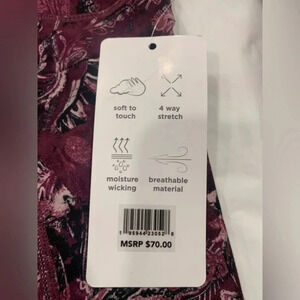 soft to
touch
4 way
stretch
moisture
wicking
breathable
material
MSRP $70.00